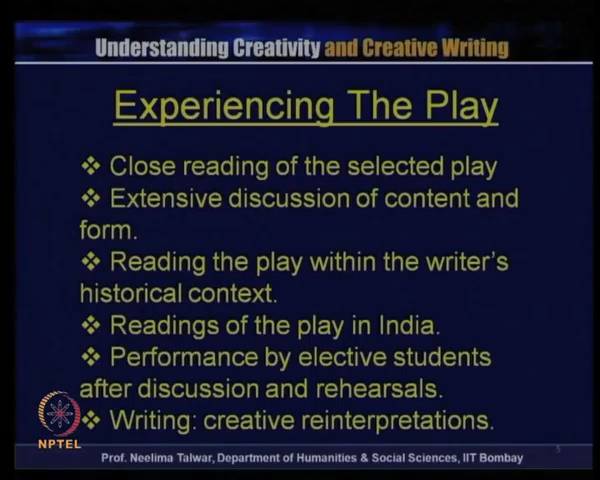 Understanding Creativity and Creative Writing
Experiencing The Play
❖ Close reading of the selected play
❖ Extensive discussion of content and
form.
❖ Reading the play within the writer's
historical context.
❖ Readings of the play in India.
❖ Performance by elective students
after discussion and rehearsals.
❖ Writing: creative reinterpretations.
NPTEL
5
Prof. Neelima Talwar, Department of Humanities & Social Sciences, IIT Bombay